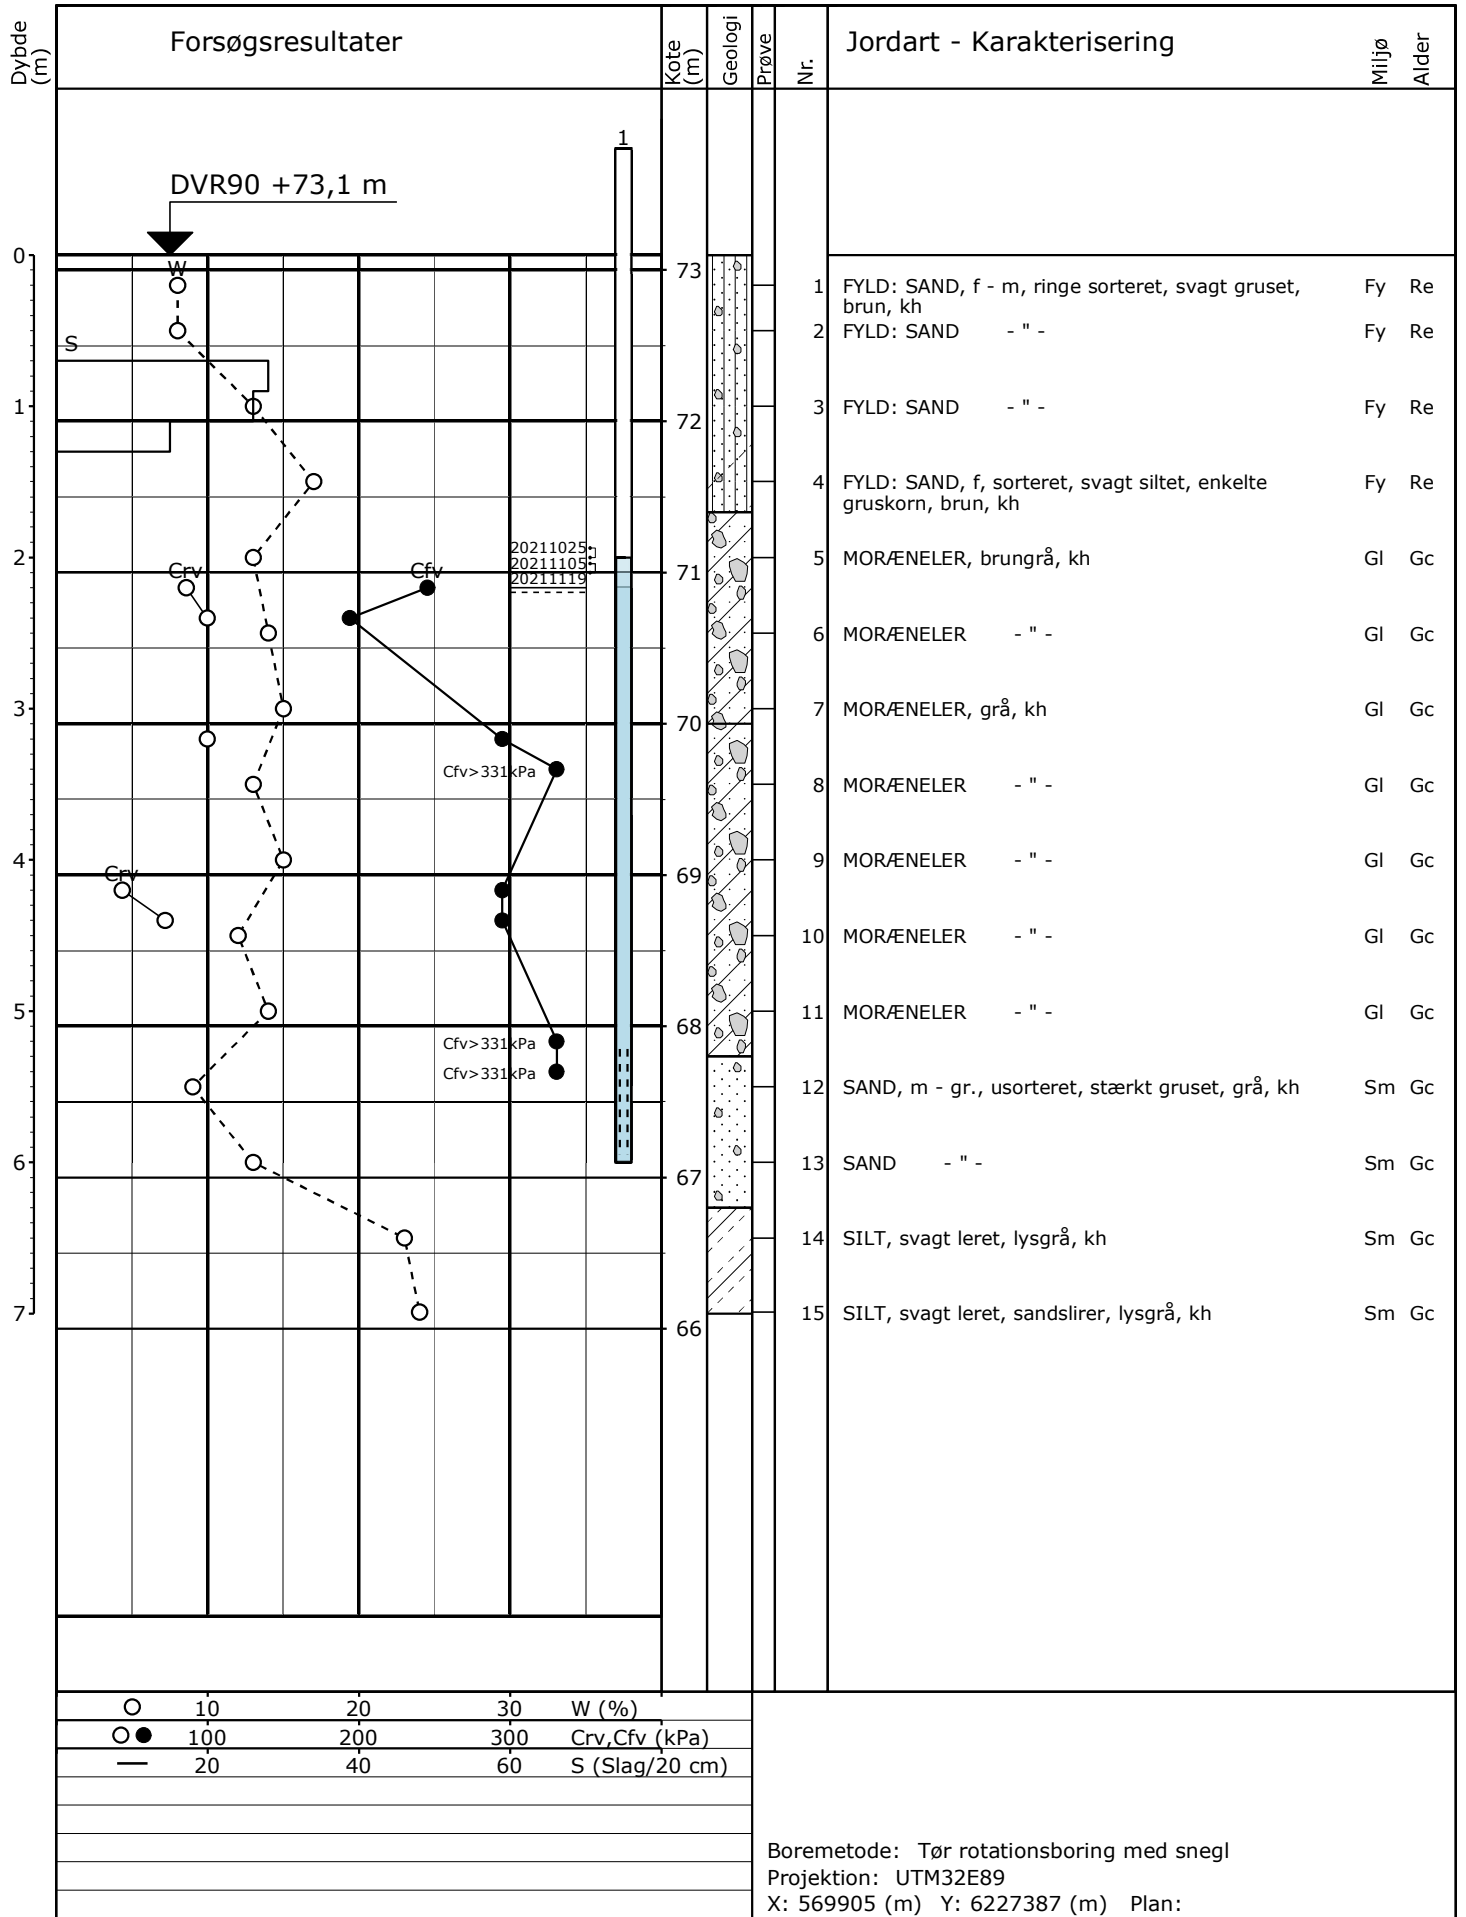 Dybde (m)
Forsøgsresultater
Kote (m)
Geologi
Prøve
Nr.
Jordart - Karakterisering
Miljø
Alder
1
DVR90 +73,1 m
0
W
73
1 FYLD: SAND, f - m, ringe sorteret, svagt gruset, Fy Re
brun, kh
2 FYLD: SAND - " - Fy Re
S
1
3 FYLD: SAND - " - Fy Re
72
4 FYLD: SAND, f, sorteret, svagt siltet, enkelte Fy Re
gruskorn, brun, kh
20211025
2
5 MORÆNELER, brungrå, kh Gl Gc
20211105
Crv
Cfv
71
20211119
6 MORÆNELER - " - Gl Gc
3
7 MORÆNELER, grå, kh Gl Gc
70
Cfv>331kPa
8 MORÆNELER - " - Gl Gc
4
9 MORÆNELER - " - Gl Gc
Crv
69
10 MORÆNELER - " - Gl Gc
5
11 MORÆNELER - " - Gl Gc
68
Cfv>331kPa
Cfv>331kPa
12 SAND, m - gr., usorteret, stærkt gruset, grå, kh Sm Gc
6
13 SAND - " - Sm Gc
67
14 SILT, svagt leret, lysgrå, kh Sm Gc
7
15 SILT, svagt leret, sandslirer, lysgrå, kh Sm Gc
66
10 20 30 W (%)
100 200 300 Crv,Cfv (kPa)
20 40 60 S (Slag/20 cm)
Boremetode: Tør rotationsboring med snegl
Projektion: UTM32E89
X: 569905 (m) Y: 6227387 (m) Plan: